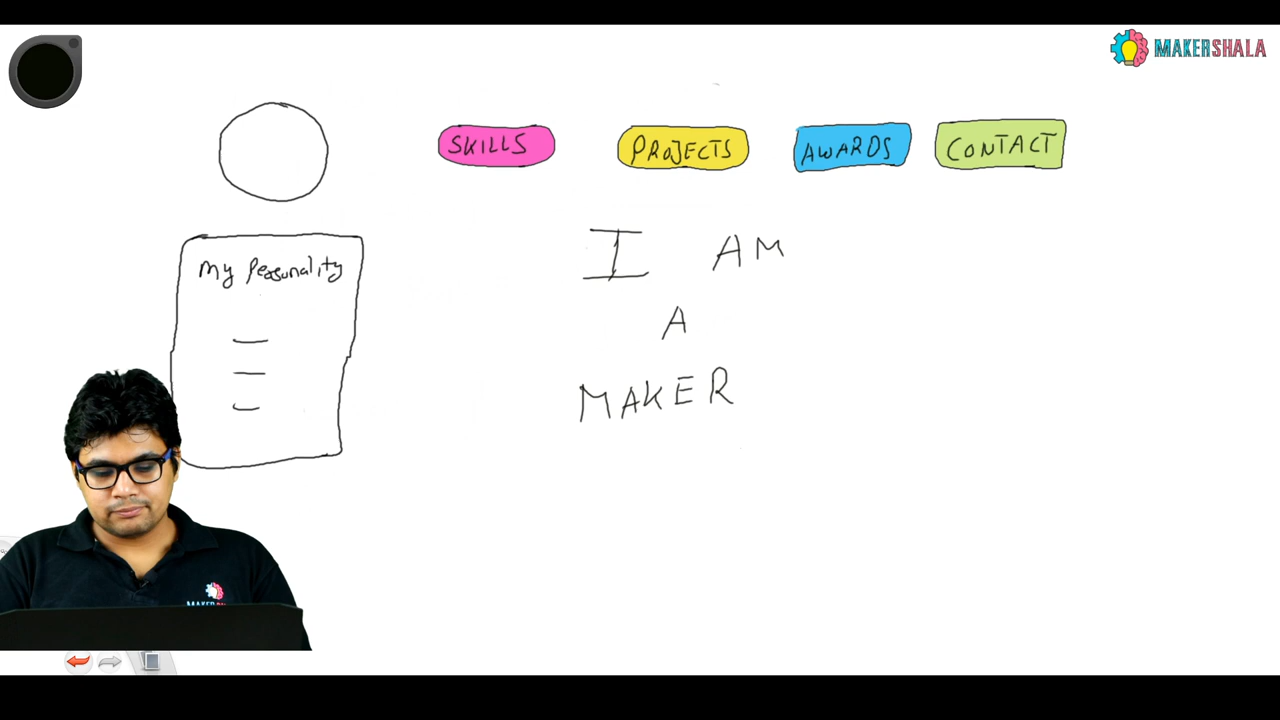 MAKERSHALA
SKILLS
PROJECTS
AWARDS
CONTACT
My Personality
I AM
A
MAKER